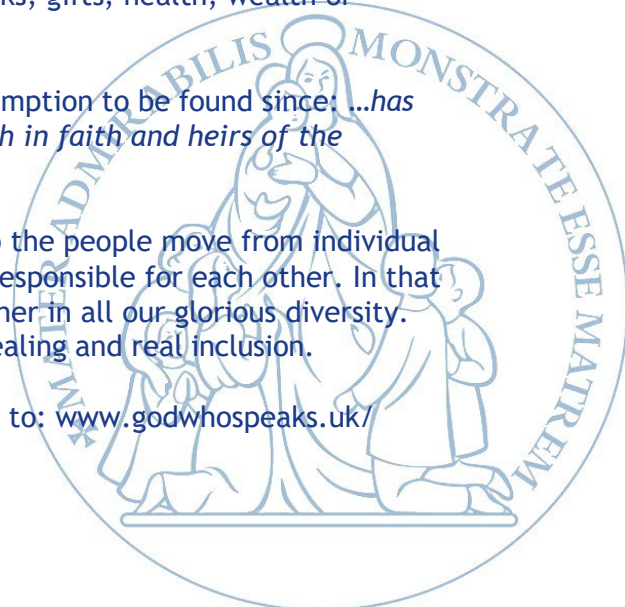 ks, gifts, health, wealth or
mption to be found since: …has
h in faith and heirs of the
o the people move from individual
esponsible for each other. In that
her in all our glorious diversity.
ealing and real inclusion.
to: www.godwhospeaks.uk/
✠MATER ADMIRABILIS MONSTRA TE ESSE MATREM